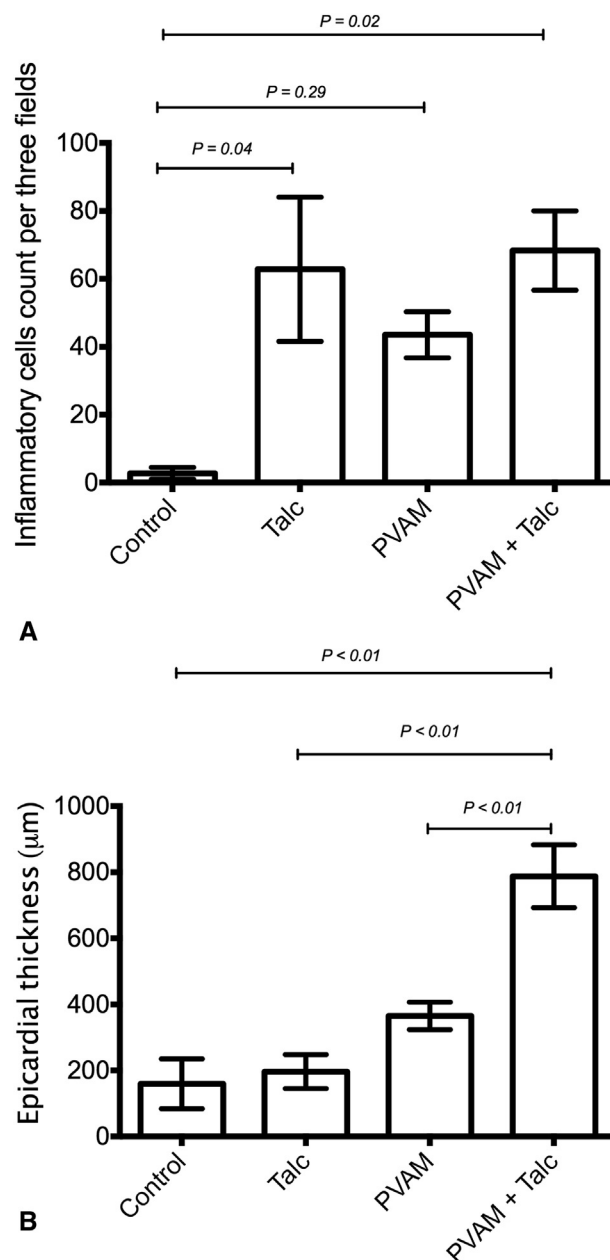 P = 0.02
P = 0.29
P = 0.04
Inflammatory cells count per three fields
100
80
60
40
20
0
Control
Talc
PVAM
PVAM + Talc
A
P < 0.01
P < 0.01
P < 0.01
Epicardial thickness (μm)
1000
800
600
400
200
0
Control
Talc
PVAM
PVAM + Talc
B